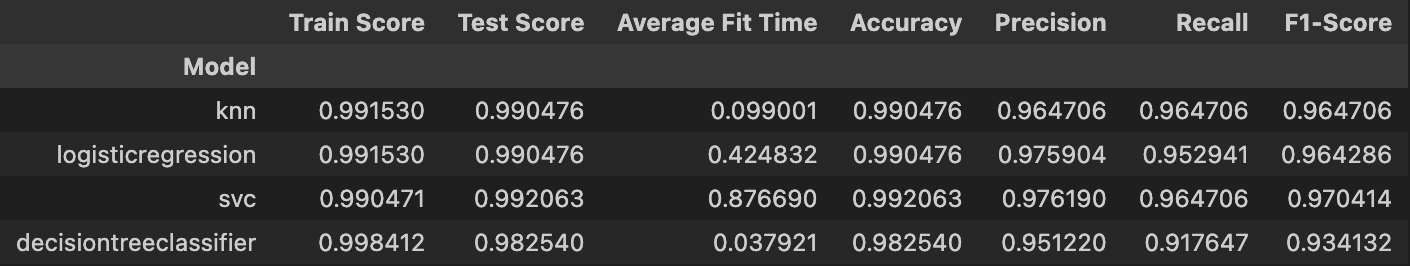 Train Score Test Score Average Fit Time Accuracy Precision Recall F1-Score
Model
knn 0.991530 0.990476 0.099001 0.990476 0.964706 0.964706 0.964706
logisticregression 0.991530 0.990476 0.424832 0.990476 0.975904 0.952941 0.964286
svc 0.990471 0.992063 0.876690 0.992063 0.976190 0.964706 0.970414
decisiontreeclassifier 0.998412 0.982540 0.037921 0.982540 0.951220 0.917647 0.934132